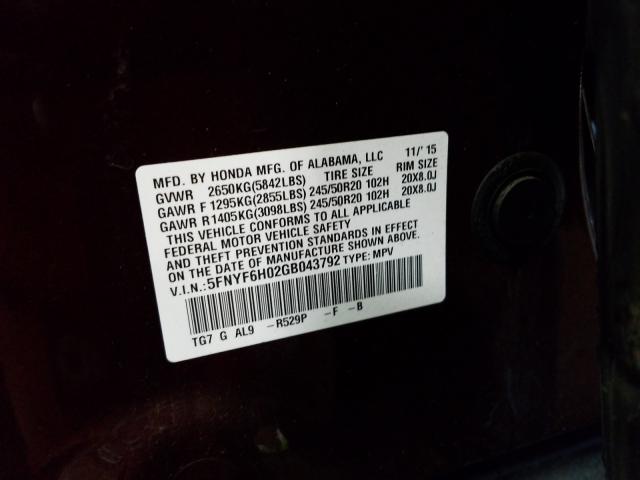 MFD. BY HONDA MFG. OF ALABAMA, LLC 11/'15
GVWR 2650KG(5842LBS) TIRE SIZE RIM SIZE
GAWR F 1295KG(2855LBS) 245/50R20 102H 20X8.0J
GAWR R 1405KG(3098LBS) 245/50R20 102H 20X8.0J
THIS VEHICLE CONFORMS TO ALL APPLICABLE
FEDERAL MOTOR VEHICLE SAFETY
AND THEFT PREVENTION STANDARDS IN EFFECT
ON THE DATE OF MANUFACTURE SHOWN ABOVE.
V.I.N.:5FNYF6H02GB043792 TYPE: MPV
TG7 G AL9 -R529P -F -B